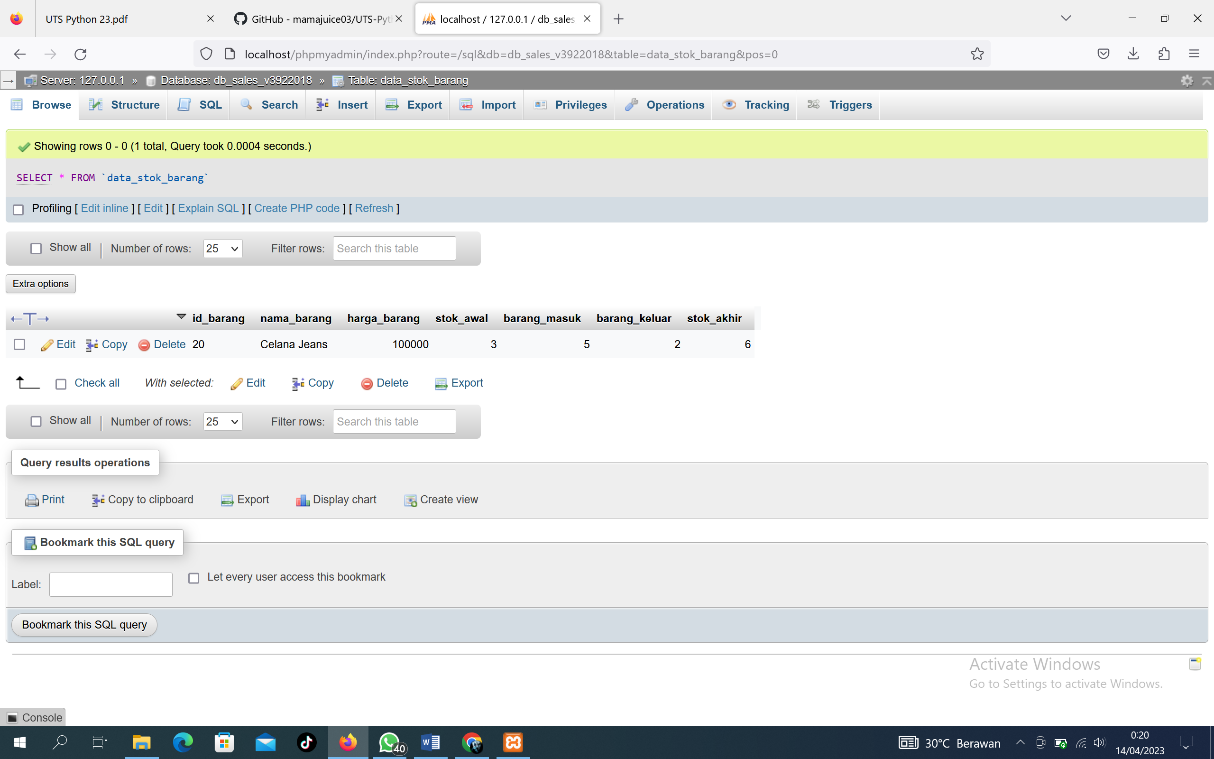 UTS Python 23.pdf
GitHub - mamajuice03/UTS-Pyt
localhost / 127.0.0.1 / db_sales
localhost/phpmyadmin/index.php?route=/sql&db=db_sales_v3922018&table=data_stok_barang&pos=0
Server: 127.0.0.1 » Database: db_sales_v3922018 » Table: data_stok_barang
Browse Structure SQL Search Insert Export Import Privileges Operations Tracking Triggers
Showing rows 0 - 0 (1 total, Query took 0.0004 seconds.)
SELECT * FROM `data_stok_barang`
Profiling [ Edit inline ] [ Edit ] [ Explain SQL ] [ Create PHP code ] [ Refresh ]
Show all | Number of rows: 25 Filter rows: Search this table
Extra options
←T→ id_barang nama_barang harga_barang stok_awal barang_masuk barang_keluar stok_akhir
Edit Copy Delete 20 Celana Jeans 100000 3 5 2 6
Check all With selected: Edit Copy Delete Export
Show all | Number of rows: 25 Filter rows: Search this table
Query results operations
Print Copy to clipboard Export Display chart Create view
Bookmark this SQL query
Label: Let every user access this bookmark
Bookmark this SQL query
Activate Windows
Go to Settings to activate Windows.
Console
40
30°C Berawan
0:20
14/04/2023